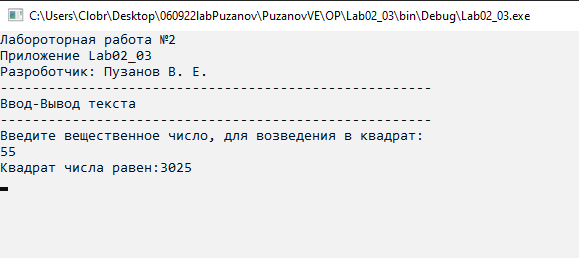 C:\Users\Clobr\Desktop\060922labPuzanov\PuzanovVE\OP\Lab02_03\bin\Debug\Lab02_03.exe
Лабороторная работа №2
Приложение Lab02_03
Разработчик: Пузанов В. Е.
------------------------------------------------------
Ввод-Вывод текста
------------------------------------------------------
Введите вещественное число, для возведения в квадрат:
55
Квадрат числа равен:3025